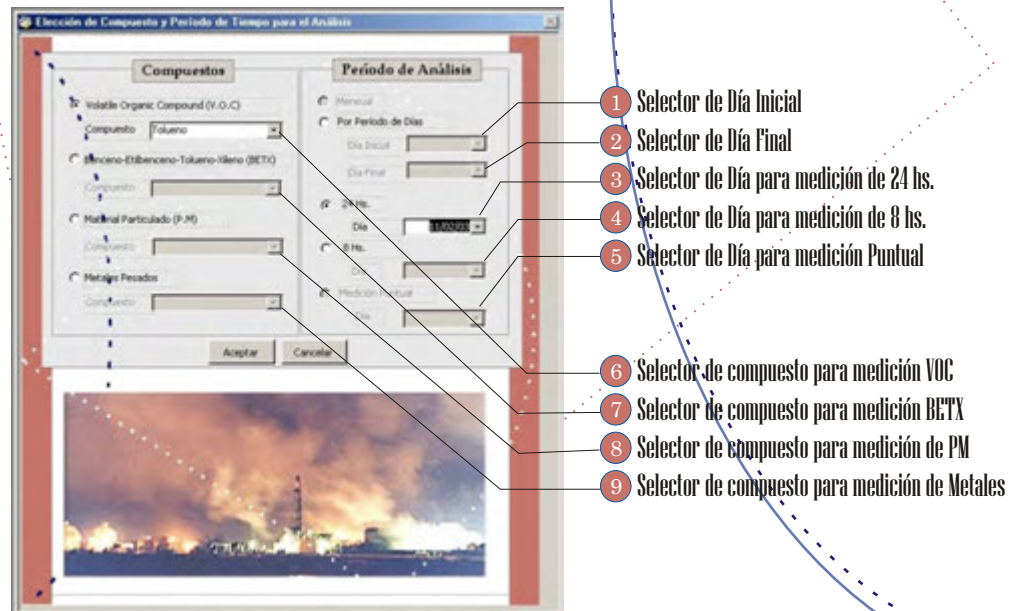 Elección de Compuesto y Período de Tiempo para el Análisis
Compuestos
Volatile Organic Compound (V.O.C)
Compuesto Tolueno
Benceno-Etilbenceno-Tolueno-Xileno (BETX)
Compuesto
Material Particulado (P.M)
Compuesto
Metales Pesados
Compuesto
Período de Análisis
Mensual
Por Período de Días
Día Inicial
Día Final
24 Hs.
Día
8 Hs.
Día
Medición Puntual
Día
Aceptar Cancelar
1 Selector de Día Inicial
2 Selector de Día Final
3 Selector de Día para medición de 24 hs.
4 Selector de Día para medición de 8 hs.
5 Selector de Día para medición Puntual
6 Selector de compuesto para medición VOC
7 Selector de compuesto para medición BETX
8 Selector de compuesto para medición de PM
9 Selector de compuesto para medición de Metales